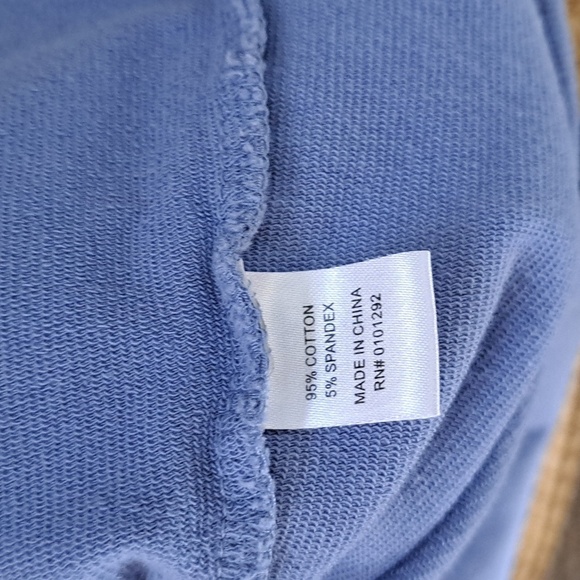 95% COTTON
5% SPANDEX
MADE IN CHINA
RN# 0101292